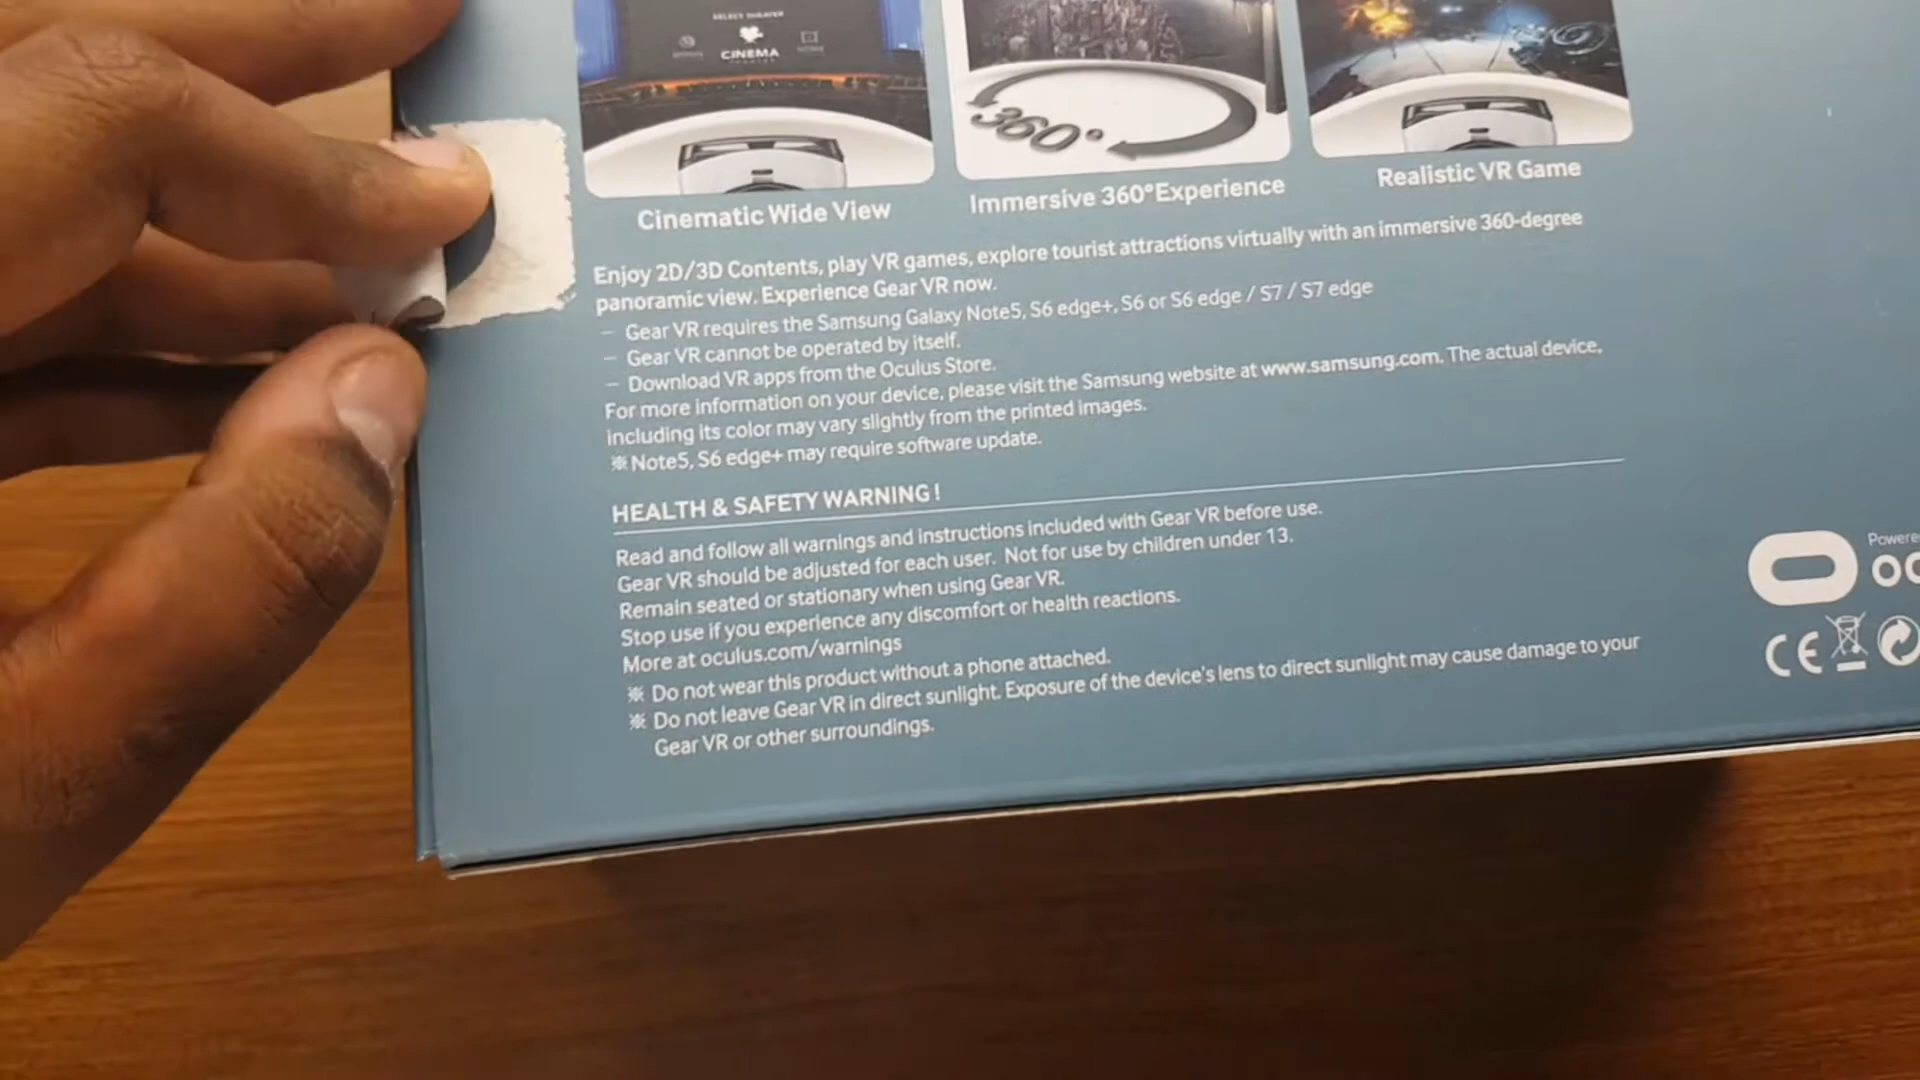 SELECT THEATER
CINEMA
THEATER
360°
Cinematic Wide View
Immersive 360°Experience
Realistic VR Game
Enjoy 2D/3D Contents, play VR games, explore tourist attractions virtually with an immersive 360-degree
panoramic view. Experience Gear VR now.
– Gear VR requires the Samsung Galaxy Note5, S6 edge+, S6 or S6 edge / S7 / S7 edge
– Gear VR cannot be operated by itself.
– Download VR apps from the Oculus Store.
For more information on your device, please visit the Samsung website at www.samsung.com. The actual device,
including its color may vary slightly from the printed images.
※ Note5, S6 edge+ may require software update.
HEALTH & SAFETY WARNING !
Read and follow all warnings and instructions included with Gear VR before use.
Gear VR should be adjusted for each user. Not for use by children under 13.
Remain seated or stationary when using Gear VR.
Stop use if you experience any discomfort or health reactions.
More at oculus.com/warnings
※ Do not wear this product without a phone attached.
※ Do not leave Gear VR in direct sunlight. Exposure of the device's lens to direct sunlight may cause damage to your
Gear VR or other surroundings.
Powere
oc
CE